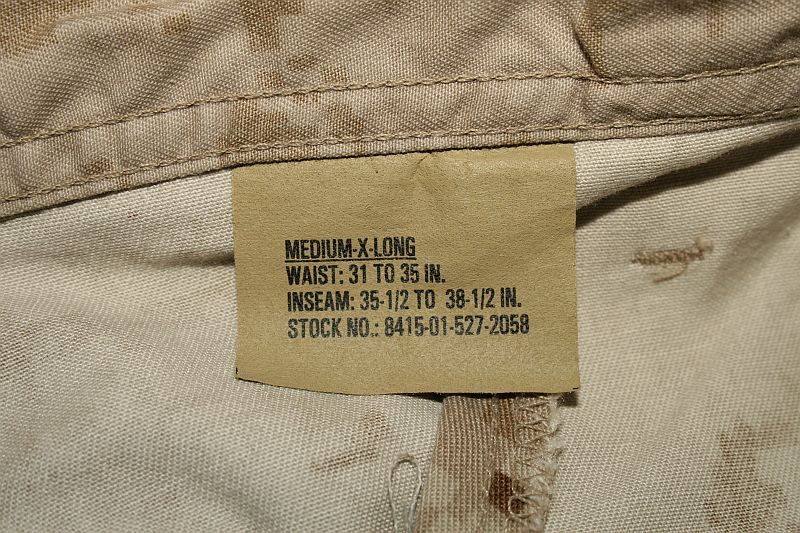 MEDIUM-X-LONG
WAIST: 31 TO 35 IN.
INSEAM: 35-1/2 TO 38-1/2 IN.
STOCK NO.: 8415-01-527-2058